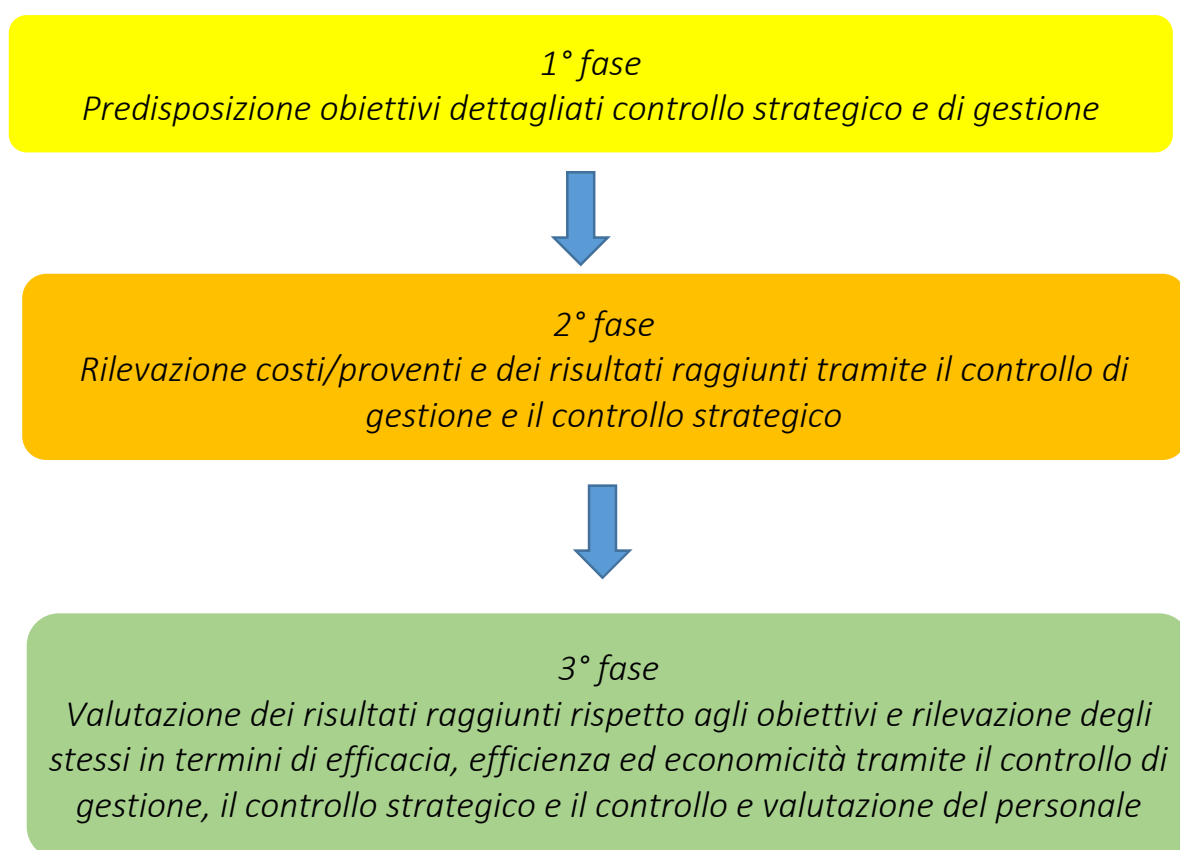 1° fase
Predisposizione obiettivi dettagliati controllo strategico e di gestione
2° fase
Rilevazione costi/proventi e dei risultati raggiunti tramite il controllo di
gestione e il controllo strategico
3° fase
Valutazione dei risultati raggiunti rispetto agli obiettivi e rilevazione degli
stessi in termini di efficacia, efficienza ed economicità tramite il controllo di
gestione, il controllo strategico e il controllo e valutazione del personale